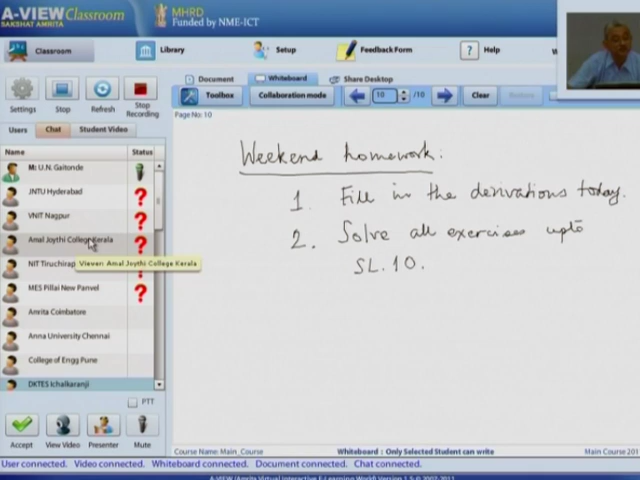 A-VIEW Classroom
SAKSHAT AMRITA
MHRD
Funded by NME-ICT
Classroom
Library
Setup
Feedback Form
? Help
Settings
Stop
Refresh
Stop Recording
Document
Whiteboard
Share Desktop
Toolbox
Collaboration mode
10
/10
Clear
Users
Chat
Student Video
Page No: 10
Name
Status
M: U.N. Gaitonde
JNTU Hyderabad ?
VNIT Nagpur ?
Amal Joythi College Kerala ?
NIT Tiruchirap
Viewer: Amal Joythi College Kerala
MES Pillai New Panvel ?
Amrita Coimbatore
Anna University Chennai
College of Engg Pune
DKTES Ichalkaranji
Weekend homework:
1. Fill in the derivations today.
2. Solve all exercises upto
SL.10.
PTT
Accept
View Video
Presenter
Mute
Course Name: Main_Course
Whiteboard : Only Selected Student can write
Main Course 201
User connected. Video connected. Whiteboard connected. Document connected. Chat connected.